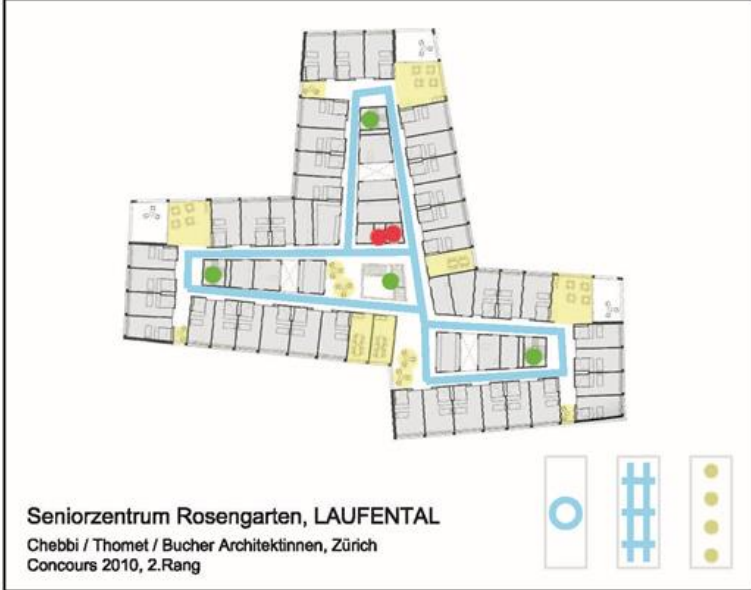 Seniorzentrum Rosengarten, LAUFENTAL
Chebbi / Thomet / Bucher Architektinnen, Zürich
Concours 2010, 2.Rang